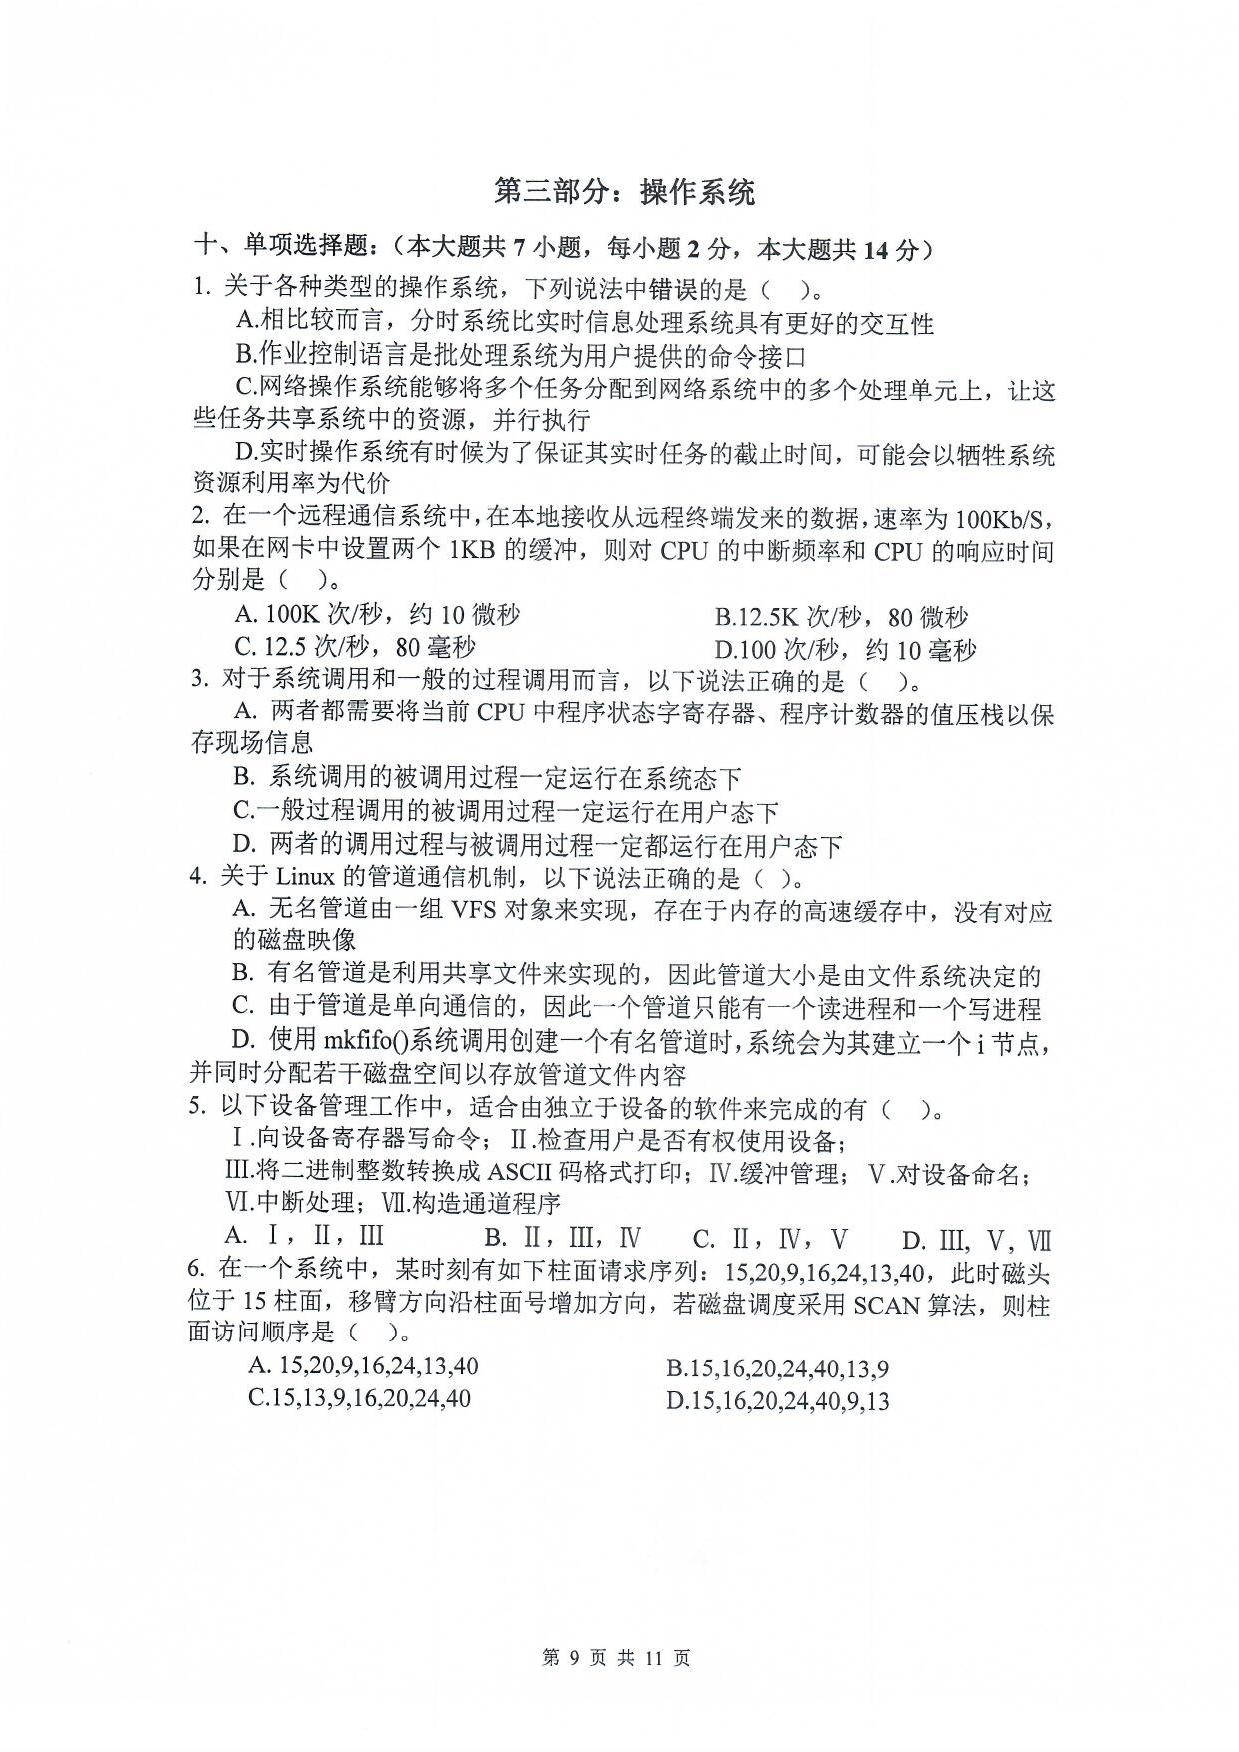 第三部分：操作系统
十、单项选择题：（本大题共 7 小题，每小题 2 分，本大题共 14 分）
1. 关于各种类型的操作系统，下列说法中错误的是（ ）。
A.相比较而言，分时系统比实时信息处理系统具有更好的交互性
B.作业控制语言是批处理系统为用户提供的命令接口
C.网络操作系统能够将多个任务分配到网络系统中的多个处理单元上，让这
些任务共享系统中的资源，并行执行
D.实时操作系统有时候为了保证其实时任务的截止时间，可能会以牺牲系统
资源利用率为代价
2. 在一个远程通信系统中，在本地接收从远程终端发来的数据，速率为 100Kb/S，
如果在网卡中设置两个 1KB 的缓冲，则对 CPU 的中断频率和 CPU 的响应时间
分别是（ ）。
A. 100K 次/秒，约 10 微秒 B.12.5K 次/秒，80 微秒
C. 12.5 次/秒，80 毫秒 D.100 次/秒，约 10 毫秒
3. 对于系统调用和一般的过程调用而言，以下说法正确的是（ ）。
A. 两者都需要将当前 CPU 中程序状态字寄存器、程序计数器的值压栈以保
存现场信息
B. 系统调用的被调用过程一定运行在系统态下
C.一般过程调用的被调用过程一定运行在用户态下
D. 两者的调用过程与被调用过程一定都运行在用户态下
4. 关于 Linux 的管道通信机制，以下说法正确的是（ ）。
A. 无名管道由一组 VFS 对象来实现，存在于内存的高速缓存中，没有对应
的磁盘映像
B. 有名管道是利用共享文件来实现的，因此管道大小是由文件系统决定的
C. 由于管道是单向通信的，因此一个管道只能有一个读进程和一个写进程
D. 使用 mkfifo()系统调用创建一个有名管道时，系统会为其建立一个 i 节点，
并同时分配若干磁盘空间以存放管道文件内容
5. 以下设备管理工作中，适合由独立于设备的软件来完成的有（ ）。
Ⅰ.向设备寄存器写命令；Ⅱ.检查用户是否有权使用设备；
Ⅲ.将二进制整数转换成 ASCII 码格式打印；Ⅳ.缓冲管理；Ⅴ.对设备命名；
Ⅵ.中断处理；Ⅶ.构造通道程序
A. Ⅰ，Ⅱ，Ⅲ B. Ⅱ，Ⅲ，Ⅳ C. Ⅱ，Ⅳ，Ⅴ D. Ⅲ, Ⅴ, Ⅶ
6. 在一个系统中，某时刻有如下柱面请求序列：15,20,9,16,24,13,40，此时磁头
位于 15 柱面，移臂方向沿柱面号增加方向，若磁盘调度采用 SCAN 算法，则柱
面访问顺序是（ ）。
A. 15,20,9,16,24,13,40 B.15,16,20,24,40,13,9
C.15,13,9,16,20,24,40 D.15,16,20,24,40,9,13
第 9 页 共 11 页